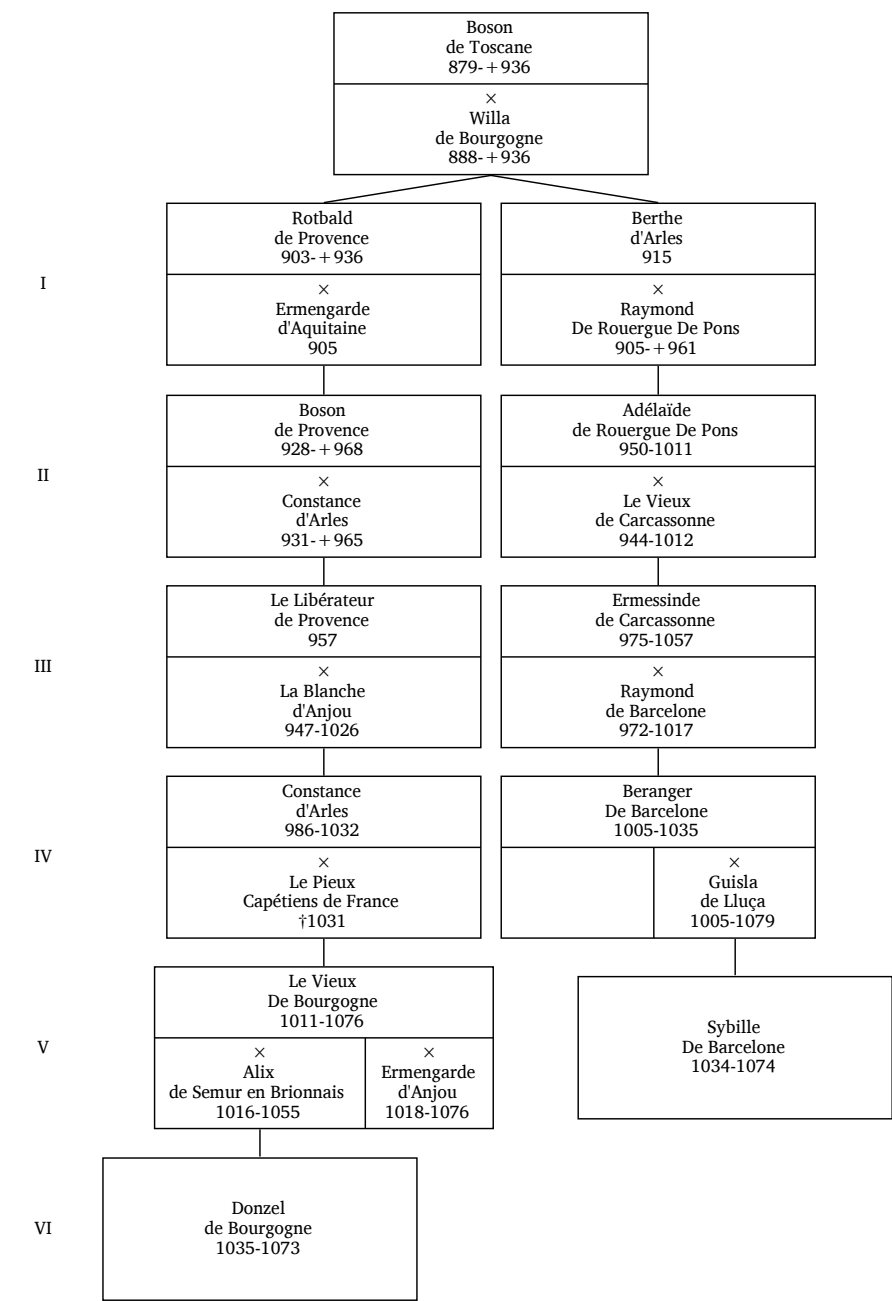 Boson
de Toscane
879-+936
×
Willa
de Bourgogne
888-+936
I
Rotbald
de Provence
903-+936
×
Ermengarde
d'Aquitaine
905
Berthe
d'Arles
915
×
Raymond
De Rouergue De Pons
905-+961
II
Boson
de Provence
928-+968
×
Constance
d'Arles
931-+965
Adélaïde
de Rouergue De Pons
950-1011
×
Le Vieux
de Carcassonne
944-1012
III
Le Libérateur
de Provence
957
×
La Blanche
d'Anjou
947-1026
Ermessinde
de Carcassonne
975-1057
×
Raymond
de Barcelone
972-1017
IV
Constance
d'Arles
986-1032
×
Le Pieux
Capétiens de France
†1031
Beranger
De Barcelone
1005-1035
×
Guisla
de Lluça
1005-1079
V
Le Vieux
De Bourgogne
1011-1076
×
Alix
de Semur en Brionnais
1016-1055
×
Ermengarde
d'Anjou
1018-1076
Sybille
De Barcelone
1034-1074
VI
Donzel
de Bourgogne
1035-1073